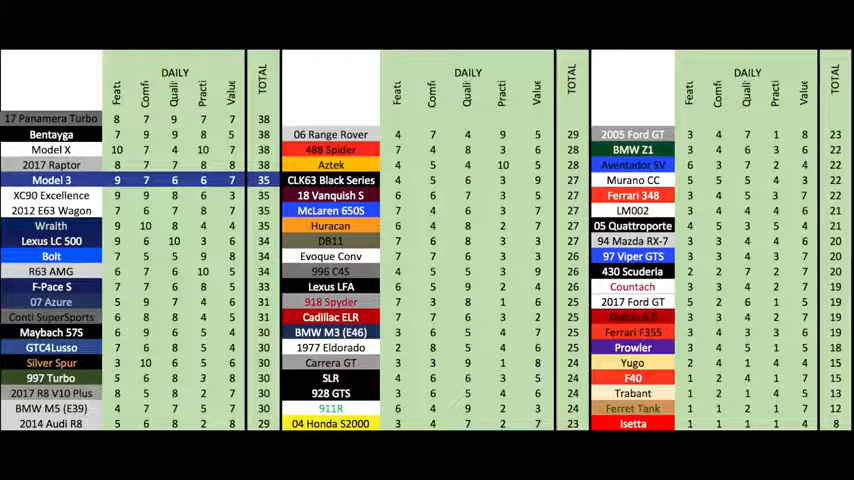 DAILY DAILY DAILY
Featu Comfo Quali Practi Value TOTAL Featu Comfo Quali Practi Value TOTAL Featu Comfo Quali Practi Value TOTAL
17 Panamera Turbo 8 7 9 7 7 38
Bentayga 7 9 9 8 5 38 06 Range Rover 4 7 4 9 5 29 2005 Ford GT 3 4 7 1 8 23
Model X 10 7 4 10 7 38 488 Spider 7 4 8 3 6 28 BMW Z1 3 4 6 3 6 22
2017 Raptor 8 7 7 8 8 38 Aztek 4 5 4 10 5 28 Aventador SV 6 3 7 2 4 22
Model 3 9 7 6 6 7 35 CLK63 Black Series 4 5 6 3 9 27 Murano CC 4 7 4 6 1 22
XC90 Excellence 9 9 8 6 3 35 18 Vanquish S 5 6 7 3 6 27 Ferrari 348 3 4 4 4 7 22
2012 E63 Wagon 7 6 7 8 7 35 McLaren 650S 7 4 6 3 7 27 LM002 4 4 4 4 6 21
Wraith 9 10 8 4 4 35 Huracan 6 4 8 2 7 27 05 Quattroporte 4 5 3 5 4 21
Lexus LC 500 9 6 10 3 6 34 DB11 7 6 8 3 3 27 94 Mazda RX-7 4 4 3 3 6 20
Bolt 7 5 5 9 8 34 Evoque Conv 7 4 7 6 2 26 97 Viper GTS 3 3 5 2 7 20
R63 AMG 6 7 6 10 5 34 996 C4S 4 5 5 3 9 26 430 Scuderia 2 2 5 2 9 20
F-Pace S 7 7 5 8 6 33 Lexus LFA 6 4 9 1 6 26 Countach 2 3 5 1 8 19
07 Azure 5 9 7 4 6 31 918 Spyder 7 3 8 1 6 25 2017 Ford GT 5 2 6 1 5 19
Conti SuperSports 6 8 8 4 5 31 Cadillac ELR 7 7 6 3 2 25 3 4 5 2 5 19
Maybach 57S 6 9 6 5 4 30 BMW M3 (E46) 3 6 5 4 7 25 Ferrari F355 3 4 4 3 5 19
GTC4Lusso 7 6 8 5 4 30 1977 Eldorado 2 8 5 4 6 25 Prowler 4 4 5 2 3 18
Silver Spur 3 10 6 5 6 30 Carrera GT 3 3 9 1 8 24 Yugo 2 4 1 4 4 15
997 Turbo 5 6 8 3 8 30 SLR 4 6 6 3 5 24 F40 1 2 4 1 7 15
2017 R8 V10 Plus 8 5 8 2 7 30 928 GTS 3 6 5 5 5 24 Trabant 1 2 2 4 4 13
BMW M5 (E39) 4 7 7 5 7 30 911R 6 4 9 2 3 24 Ferret Tank 1 1 2 1 7 12
2014 Audi R8 5 6 8 2 8 29 04 Honda S2000 3 4 7 2 7 23 Isetta 1 1 1 1 4 8